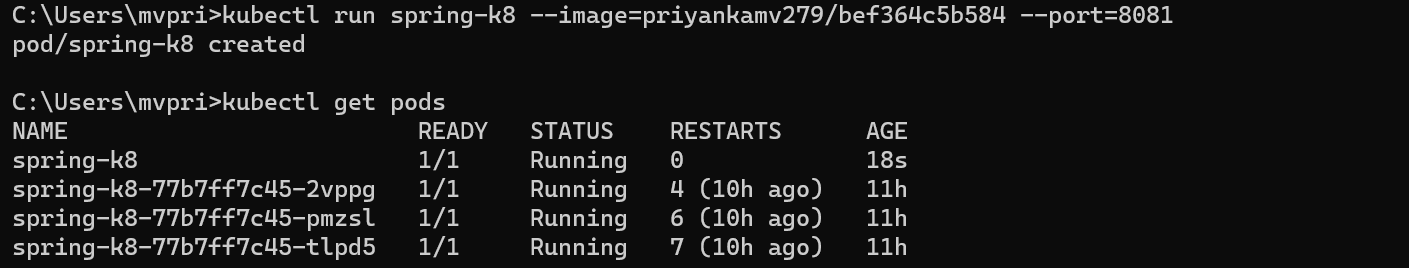 C:\Users\mvpri>kubectl run spring-k8 --image=priyankamv279/bef364c5b584 --port=8081
pod/spring-k8 created
C:\Users\mvpri>kubectl get pods
NAME READY STATUS RESTARTS AGE
spring-k8 1/1 Running 0 18s
spring-k8-77b7ff7c45-2vppg 1/1 Running 4 (10h ago) 11h
spring-k8-77b7ff7c45-pmzsl 1/1 Running 6 (10h ago) 11h
spring-k8-77b7ff7c45-tlpd5 1/1 Running 7 (10h ago) 11h